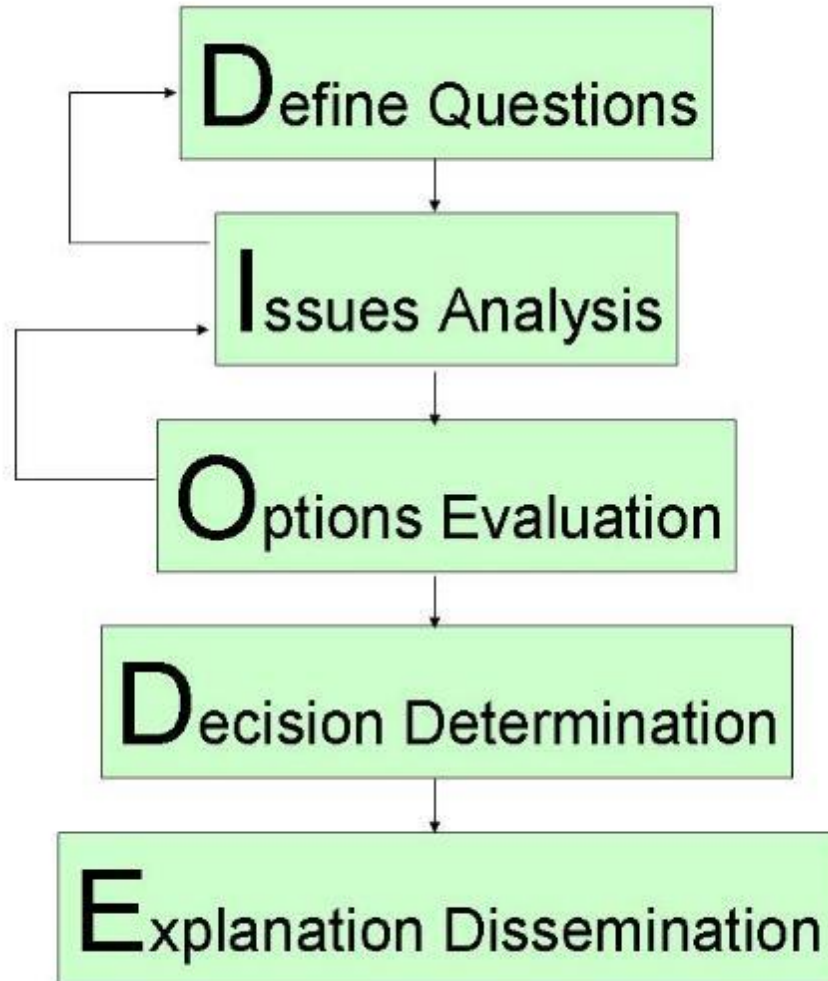 Define Questions
Issues Analysis
Options Evaluation
Decision Determination
Explanation Dissemination